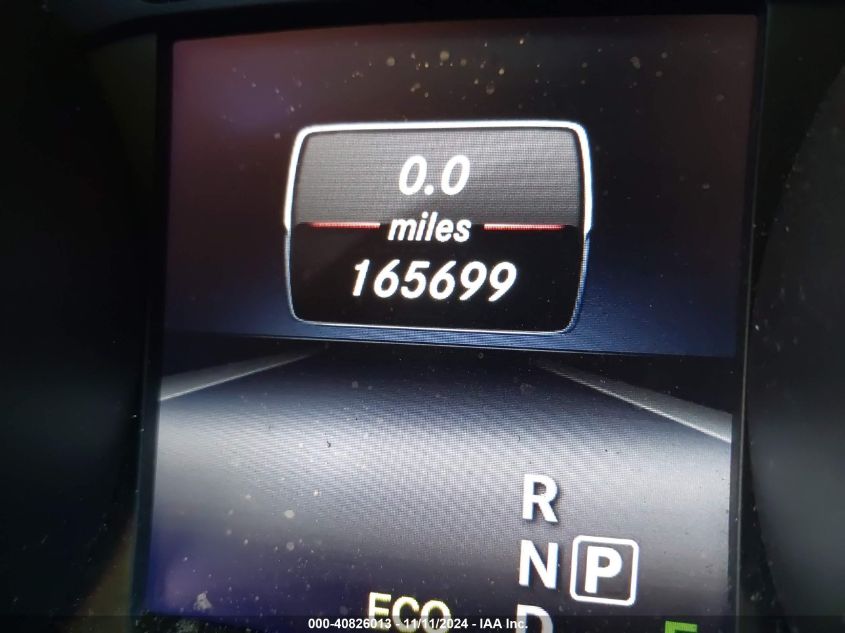 0.0
miles
165699
R
N P
ECO D
E
000-40826013 - 11/11/2024 - IAA Inc.